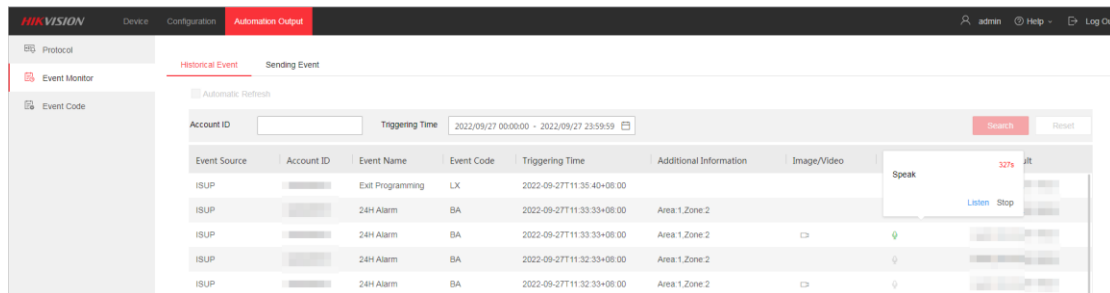 HIKVISION Device Configuration Automation Output admin Help Log Ou
Protocol
Event Monitor
Event Code
Historical Event Sending Event
Automatic Refresh
Account ID Triggering Time 2022/09/27 00:00:00 - 2022/09/27 23:59:59 Search Reset
Event Source Account ID Event Name Event Code Triggering Time Additional Information Image/Video ult
327s
Speak
Listen Stop
ISUP Exit Programming LX 2022-09-27T11:35:40+08:00
ISUP 24H Alarm BA 2022-09-27T11:33:33+08:00 Area:1,Zone:2
ISUP 24H Alarm BA 2022-09-27T11:33:33+08:00 Area:1,Zone:2
ISUP 24H Alarm BA 2022-09-27T11:32:33+08:00 Area:1,Zone:2
ISUP 24H Alarm BA 2022-09-27T11:32:33+08:00 Area:1,Zone:2